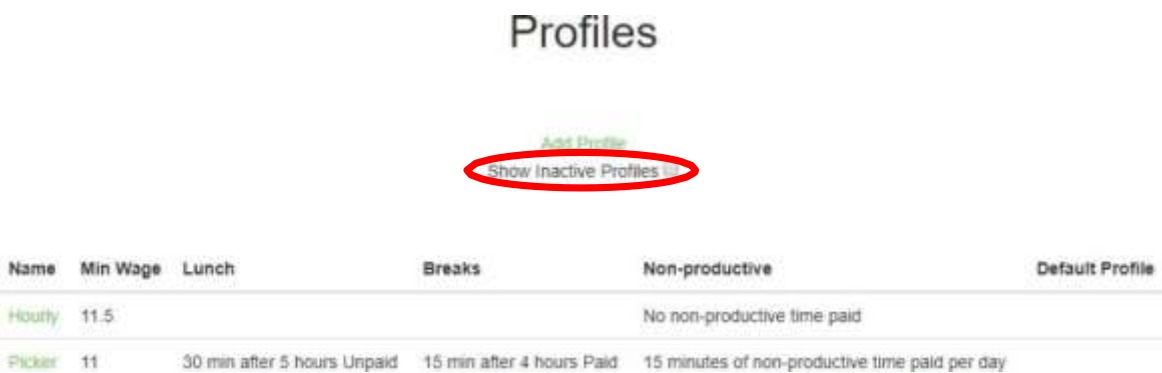 Profiles
Add Profile
Show Inactive Profiles
Name Min Wage Lunch Breaks Non-productive Default Profile
Hourly 11.5 No non-productive time paid
Picker 11 30 min after 5 hours Unpaid 15 min after 4 hours Paid 15 minutes of non-productive time paid per day